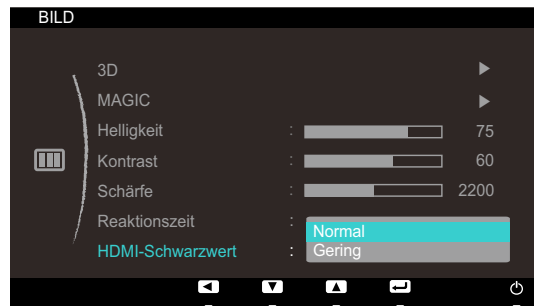 BILD
3D
MAGIC
Helligkeit : 75
Kontrast : 60
Schärfe : 2200
Reaktionszeit :
Normal
HDMI-Schwarzwert : Gering